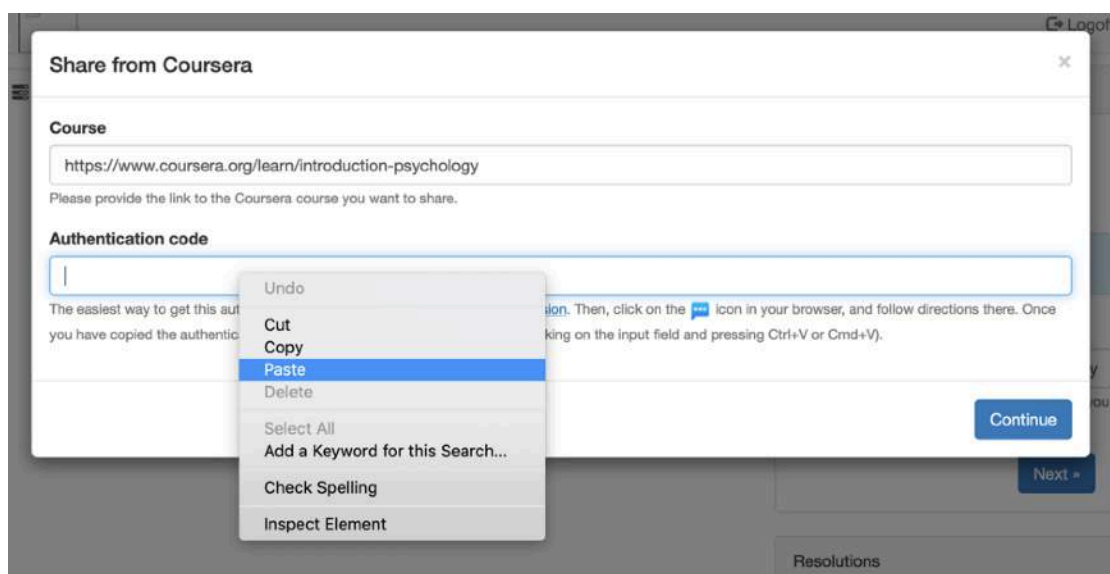 Logof
Share from Coursera
×
Course
https://www.coursera.org/learn/introduction-psychology
Please provide the link to the Coursera course you want to share.
Authentication code
The easiest way to get this aut sion. Then, click on the icon in your browser, and follow directions there. Once
you have copied the authentic king on the input field and pressing Ctrl+V or Cmd+V).
Undo
Cut
Copy
Paste
Delete
Select All
Add a Keyword for this Search...
Check Spelling
Inspect Element
Continue
y
you
Next »
Resolutions